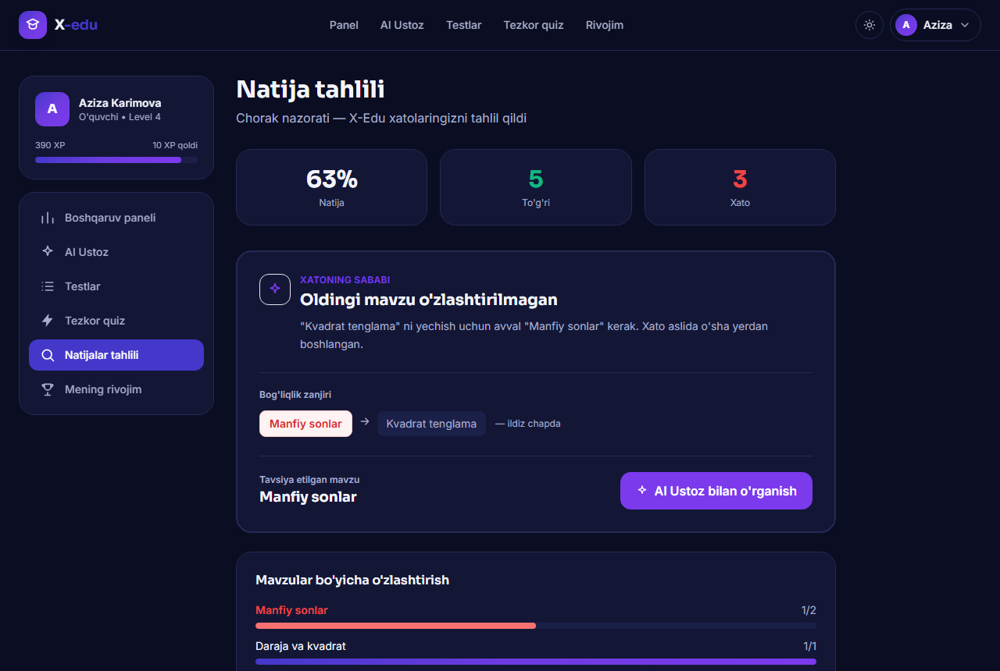 X-edu
Panel
AI Ustoz
Testlar
Tezkor quiz
Rivojim
A
Aziza
A
Aziza Karimova
O'quvchi • Level 4
390 XP
10 XP qoldi
Boshqaruv paneli
AI Ustoz
Testlar
Tezkor quiz
Natijalar tahlili
Mening rivojim
Natija tahlili
Chorak nazorati — X-Edu xatolaringizni tahlil qildi
63%
Natija
5
To'g'ri
3
Xato
XATONING SABABI
Oldingi mavzu o'zlashtirilmagan
"Kvadrat tenglama" ni yechish uchun avval "Manfiy sonlar" kerak. Xato aslida o'sha yerdan
boshlangan.
Bog'liqlik zanjiri
Manfiy sonlar → Kvadrat tenglama — ildiz chapda
Tavsiya etilgan mavzu
Manfiy sonlar
AI Ustoz bilan o'rganish
Mavzular bo'yicha o'zlashtirish
Manfiy sonlar 1/2
Daraja va kvadrat 1/1